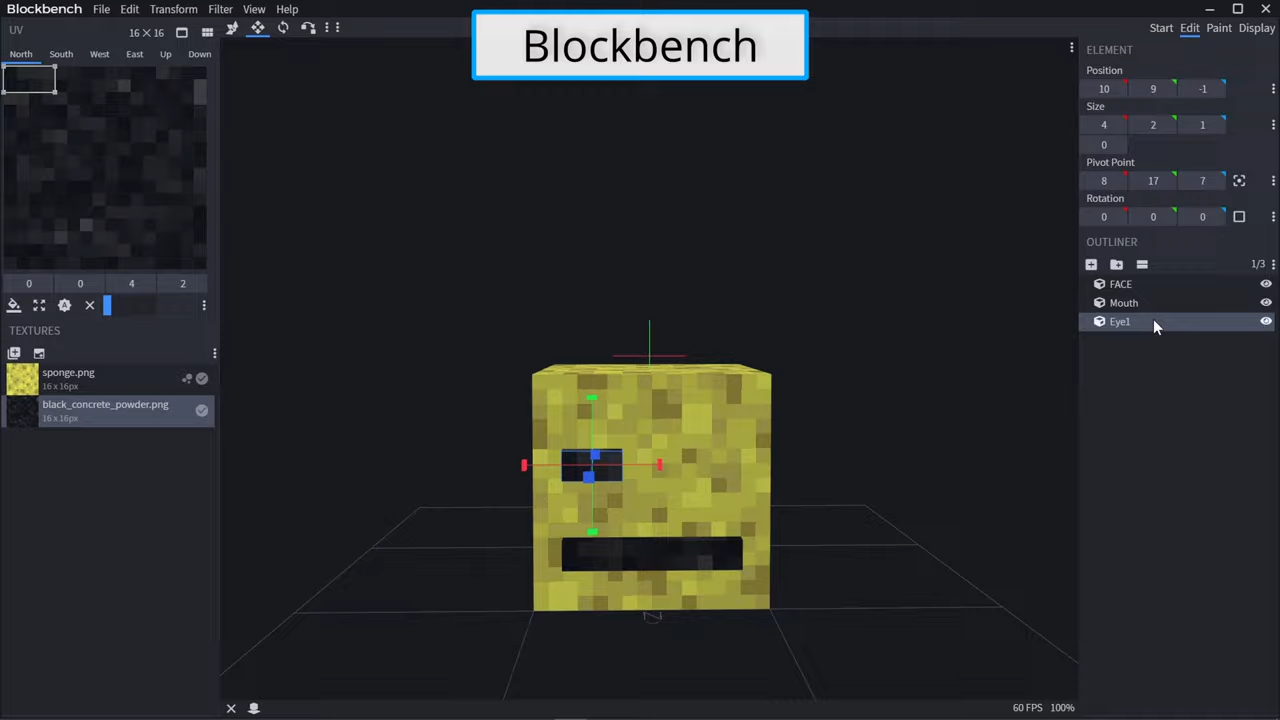 Blockbench File Edit Transform Filter View Help
Blockbench
UV 16 × 16
Start Edit Paint Display
North South West East Up Down
ELEMENT
Position
10 9 -1
Size
4 2 1
0
Pivot Point
8 17 7
Rotation
0 0 0
OUTLINER
1/3
FACE
Mouth
Eye1
0 0 4 2
TEXTURES
sponge.png
16 x 16px
black_concrete_powder.png
16 x 16px
60 FPS 100%